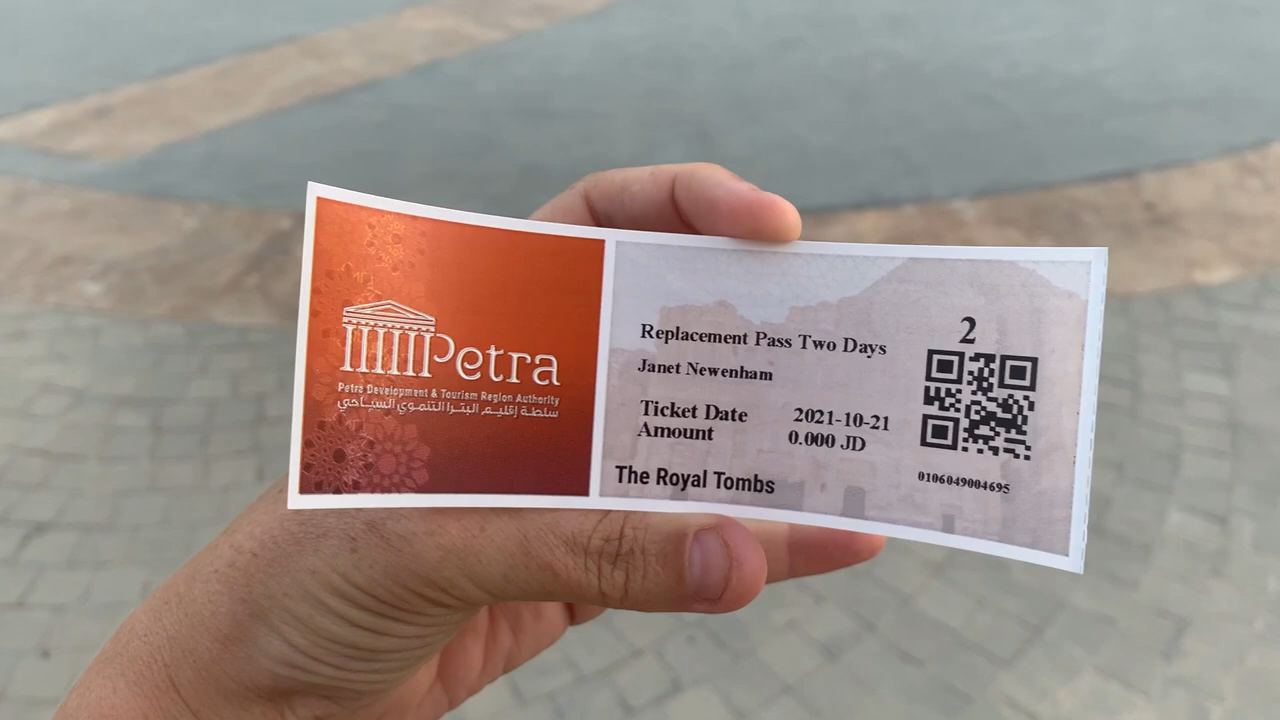 Petra
Petra Development & Tourism Region Authority
سلطة إقليم البترا التنموي السياحي
Replacement Pass Two Days
Janet Newenham
Ticket Date 2021-10-21
Amount 0.000 JD
The Royal Tombs
2
0106049004695